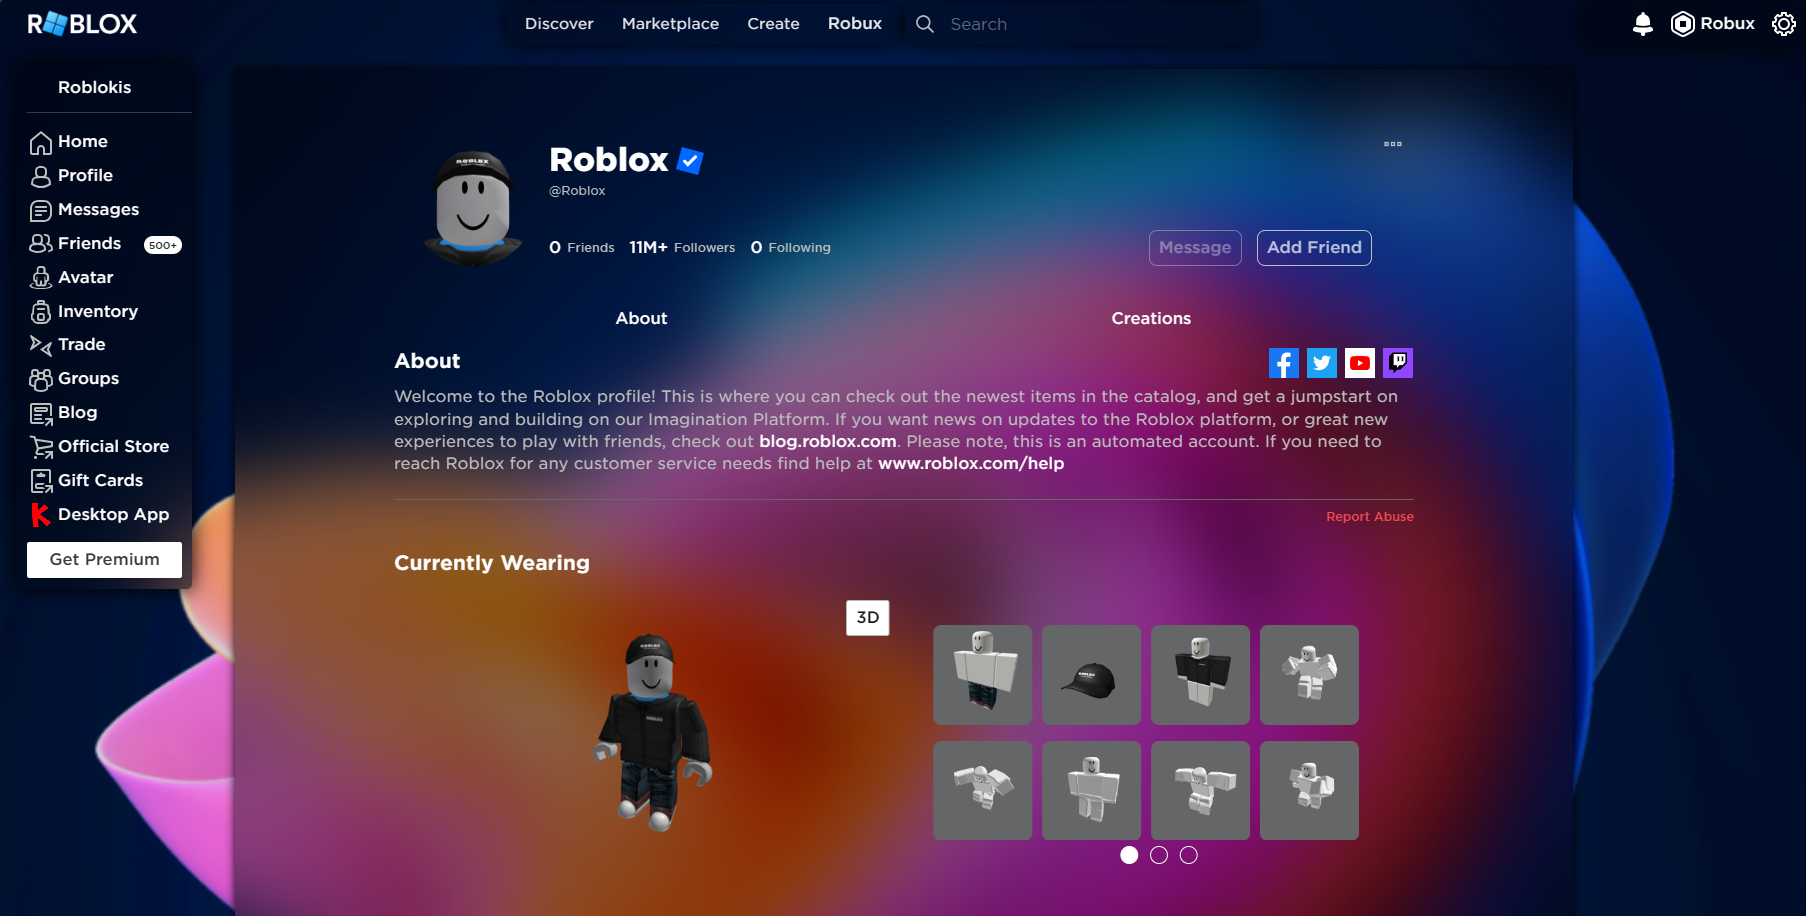 ROBLOX
Discover
Marketplace
Create
Robux
Search
Robux
Roblokis
Home
Profile
Messages
Friends 500+
Avatar
Inventory
Trade
Groups
Blog
Official Store
Gift Cards
Desktop App
Get Premium
ROBLOX
Roblox
@Roblox
0 Friends 11M+ Followers 0 Following
Message
Add Friend
About
Creations
About
Welcome to the Roblox profile! This is where you can check out the newest items in the catalog, and get a jumpstart on
exploring and building on our Imagination Platform. If you want news on updates to the Roblox platform, or great new
experiences to play with friends, check out blog.roblox.com. Please note, this is an automated account. If you need to
reach Roblox for any customer service needs find help at www.roblox.com/help
Report Abuse
Currently Wearing
3D
ROBLOX
ROBLOX
ROBLOX